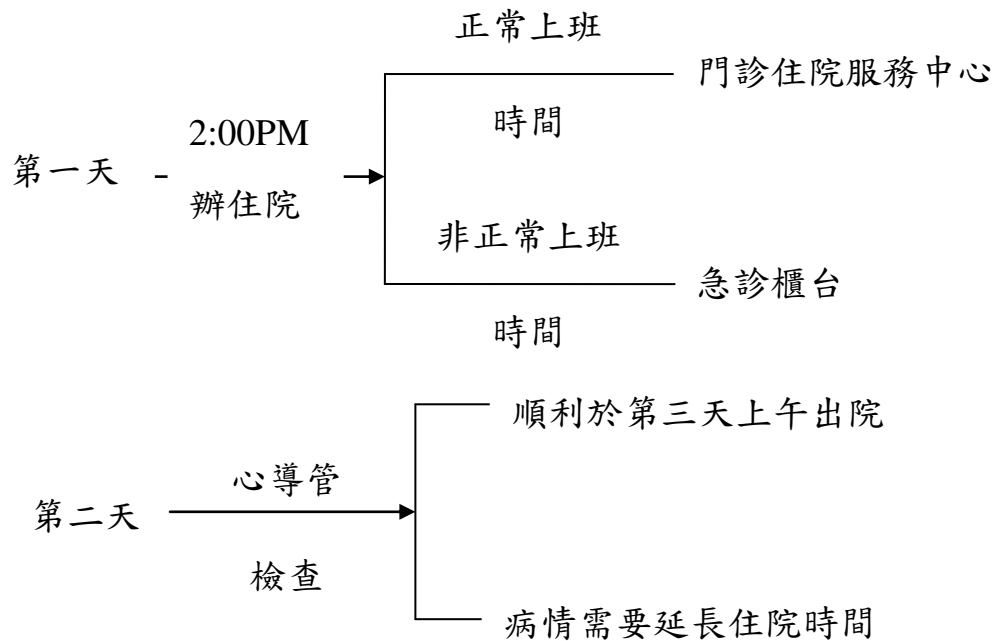 正常上班
門診住院服務中心
時間
2:00PM
第一天
辦住院
非正常上班
急診櫃台
時間
順利於第三天上午出院
心導管
第二天
檢查
病情需要延長住院時間